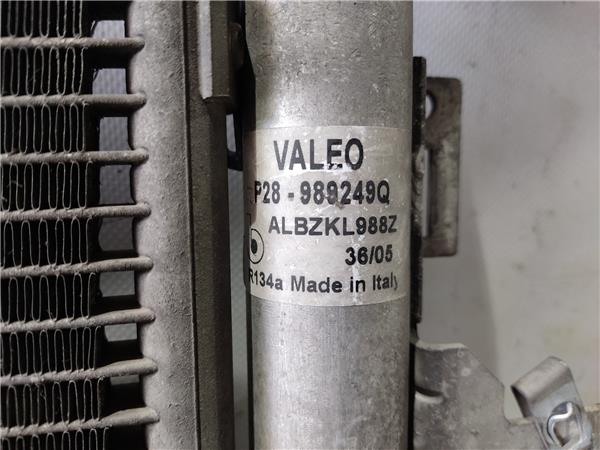 VALEO
P28 - 989249Q
ALBZKL988Z
36/05
R134a Made in Italy